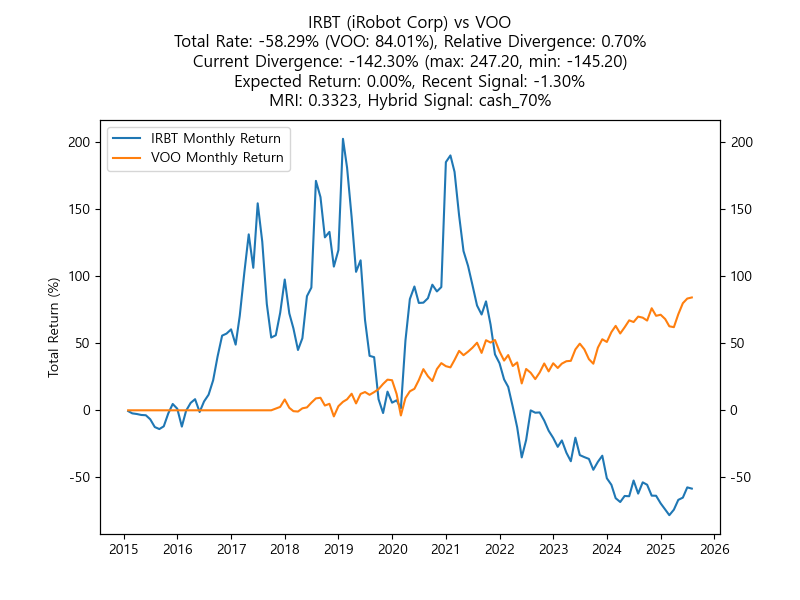 IRBT (iRobot Corp) vs VOO
Total Rate: -58.29% (VOO: 84.01%), Relative Divergence: 0.70%
Current Divergence: -142.30% (max: 247.20, min: -145.20)
Expected Return: 0.00%, Recent Signal: -1.30%
MRI: 0.3323, Hybrid Signal: cash_70%
IRBT Monthly Return
VOO Monthly Return
Total Return (%)
200
150
100
50
0
-50
200
150
100
50
0
-50
2015 2016 2017 2018 2019 2020 2021 2022 2023 2024 2025 2026